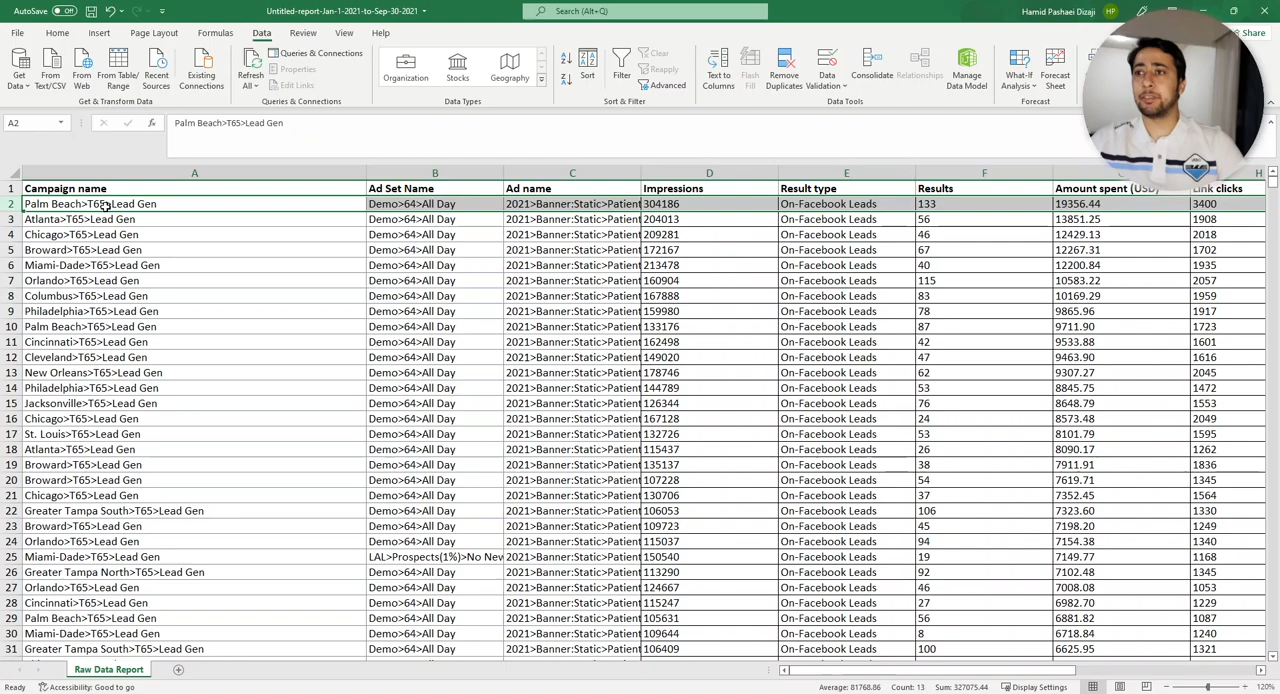 AutoSave Off Untitled-report-Jan-1-2021-to-Sep-30-2021 Search (Alt+Q) Hamid Pashaei Dizaji HP
File Home Insert Page Layout Formulas Data Review View Help Share
Get Data From Text/CSV From Web From Table/ Range Recent Sources Existing Connections Refresh All Queries & Connections Properties Edit Links Organization Stocks Geography Sort Filter Clear Reapply Advanced Text to Columns Flash Fill Remove Duplicates Data Validation Consolidate Relationships Manage Data Model What-If Analysis Forecast Sheet
Get & Transform Data Queries & Connections Data Types Sort & Filter Data Tools Forecast
A2 fx Palm Beach>T65>Lead Gen
A B C D E F H
1 Campaign name Ad Set Name Ad name Impressions Result type Results Amount spent (USD) Link clicks
2 Palm Beach>T65>Lead Gen Demo>64>All Day 2021>Banner:Static>Patient 304186 On-Facebook Leads 133 19356.44 3400
3 Atlanta>T65>Lead Gen Demo>64>All Day 2021>Banner:Static>Patient 204013 On-Facebook Leads 56 13851.25 1908
4 Chicago>T65>Lead Gen Demo>64>All Day 2021>Banner:Static>Patient 209281 On-Facebook Leads 46 12429.13 2018
5 Broward>T65>Lead Gen Demo>64>All Day 2021>Banner:Static>Patient 172167 On-Facebook Leads 67 12267.31 1702
6 Miami-Dade>T65>Lead Gen Demo>64>All Day 2021>Banner:Static>Patient 213478 On-Facebook Leads 40 12200.84 1935
7 Orlando>T65>Lead Gen Demo>64>All Day 2021>Banner:Static>Patient 160904 On-Facebook Leads 115 10583.22 2057
8 Columbus>T65>Lead Gen Demo>64>All Day 2021>Banner:Static>Patient 167888 On-Facebook Leads 83 10169.29 1959
9 Philadelphia>T65>Lead Gen Demo>64>All Day 2021>Banner:Static>Patient 159980 On-Facebook Leads 78 9865.96 1917
10 Palm Beach>T65>Lead Gen Demo>64>All Day 2021>Banner:Static>Patient 133176 On-Facebook Leads 87 9711.90 1723
11 Cincinnati>T65>Lead Gen Demo>64>All Day 2021>Banner:Static>Patient 162498 On-Facebook Leads 42 9533.88 1601
12 Cleveland>T65>Lead Gen Demo>64>All Day 2021>Banner:Static>Patient 149020 On-Facebook Leads 47 9463.90 1616
13 New Orleans>T65>Lead Gen Demo>64>All Day 2021>Banner:Static>Patient 178746 On-Facebook Leads 62 9307.27 2045
14 Philadelphia>T65>Lead Gen Demo>64>All Day 2021>Banner:Static>Patient 144789 On-Facebook Leads 53 8845.75 1472
15 Jacksonville>T65>Lead Gen Demo>64>All Day 2021>Banner:Static>Patient 126344 On-Facebook Leads 76 8648.79 1553
16 Chicago>T65>Lead Gen Demo>64>All Day 2021>Banner:Static>Patient 167128 On-Facebook Leads 24 8573.48 2049
17 St. Louis>T65>Lead Gen Demo>64>All Day 2021>Banner:Static>Patient 132726 On-Facebook Leads 53 8101.79 1595
18 Atlanta>T65>Lead Gen Demo>64>All Day 2021>Banner:Static>Patient 115437 On-Facebook Leads 26 8090.17 1262
19 Broward>T65>Lead Gen Demo>64>All Day 2021>Banner:Static>Patient 135137 On-Facebook Leads 38 7911.91 1836
20 Broward>T65>Lead Gen Demo>64>All Day 2021>Banner:Static>Patient 107228 On-Facebook Leads 54 7619.71 1345
21 Chicago>T65>Lead Gen Demo>64>All Day 2021>Banner:Static>Patient 130706 On-Facebook Leads 37 7352.45 1564
22 Greater Tampa South>T65>Lead Gen Demo>64>All Day 2021>Banner:Static>Patient 106053 On-Facebook Leads 106 7323.60 1330
23 Broward>T65>Lead Gen Demo>64>All Day 2021>Banner:Static>Patient 109723 On-Facebook Leads 45 7198.20 1249
24 Orlando>T65>Lead Gen Demo>64>All Day 2021>Banner:Static>Patient 115037 On-Facebook Leads 94 7154.38 1340
25 Miami-Dade>T65>Lead Gen LAL>Prospects(1%)>No New 2021>Banner:Static>Patient 150540 On-Facebook Leads 19 7149.77 1168
26 Greater Tampa North>T65>Lead Gen Demo>64>All Day 2021>Banner:Static>Patient 113290 On-Facebook Leads 92 7102.48 1345
27 Orlando>T65>Lead Gen Demo>64>All Day 2021>Banner:Static>Patient 124667 On-Facebook Leads 46 7008.08 1053
28 Cincinnati>T65>Lead Gen Demo>64>All Day 2021>Banner:Static>Patient 115247 On-Facebook Leads 27 6982.70 1229
29 Palm Beach>T65>Lead Gen Demo>64>All Day 2021>Banner:Static>Patient 105631 On-Facebook Leads 56 6881.82 1087
30 Miami-Dade>T65>Lead Gen Demo>64>All Day 2021>Banner:Static>Patient 109644 On-Facebook Leads 8 6718.84 1240
31 Greater Tampa South>T65>Lead Gen Demo>64>All Day 2021>Banner:Static>Patient 106409 On-Facebook Leads 100 6625.95 1321
Raw Data Report
Ready Accessibility: Good to go Average: 81768.86 Count: 13 Sum: 327075.44 Display Settings 120%